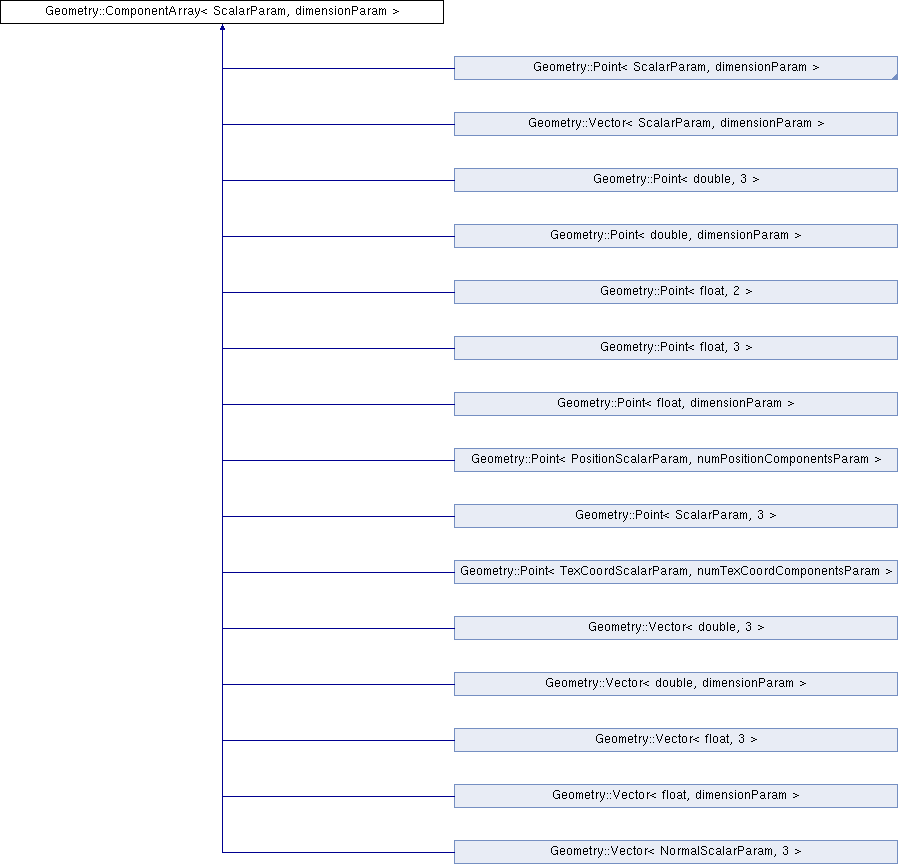 Geometry::ComponentArray< ScalarParam, dimensionParam >
Geometry::Point< ScalarParam, dimensionParam >
Geometry::Vector< ScalarParam, dimensionParam >
Geometry::Point< double, 3 >
Geometry::Point< double, dimensionParam >
Geometry::Point< float, 2 >
Geometry::Point< float, 3 >
Geometry::Point< float, dimensionParam >
Geometry::Point< PositionScalarParam, numPositionComponentsParam >
Geometry::Point< ScalarParam, 3 >
Geometry::Point< TexCoordScalarParam, numTexCoordComponentsParam >
Geometry::Vector< double, 3 >
Geometry::Vector< double, dimensionParam >
Geometry::Vector< float, 3 >
Geometry::Vector< float, dimensionParam >
Geometry::Vector< NormalScalarParam, 3 >